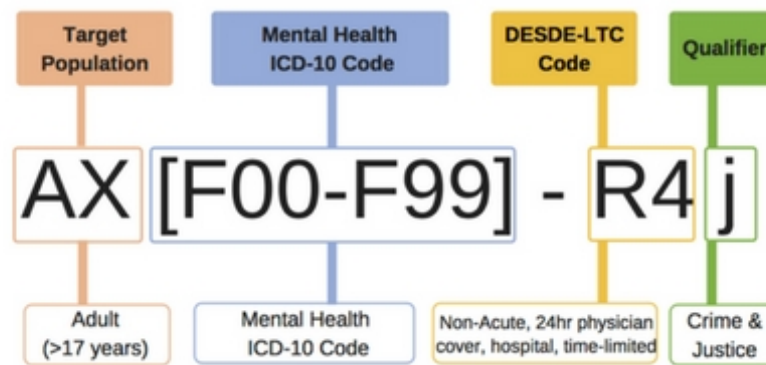 Target
Population
Mental Health
ICD-10 Code
DESDE-LTC
Code
Qualifier
AX [F00-F99] - R4 j
Adult
(>17 years)
Mental Health
ICD-10 Code
Non-Acute, 24hr physician
cover, hospital, time-limited
Crime &
Justice